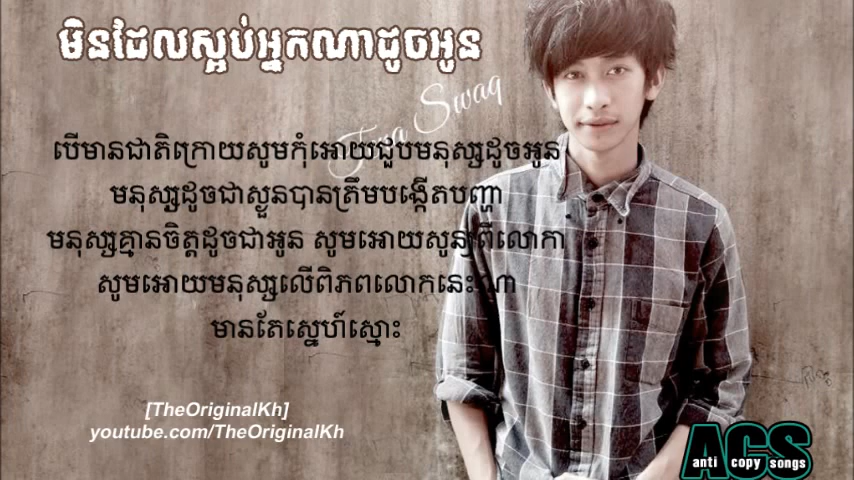 មិនដែលស្អប់អ្នកណាដូចអូន
បើមានជាតិក្រោយសូមកុំអោយជួបមនុស្សដូចអូន
មនុស្សដូចជាស្លួនបានត្រឹមបង្កើតបញ្ហា
មនុស្សគ្មានចិត្តដូចជាអូន សូមអោយសូន្យពីលោកា
សូមអោយមនុស្សលើពិភពលោកនេះណា
មានតែស្នេហ៍ស្មោះ
Swag
[TheOriginalKh]
youtube.com/TheOriginalKh
ACS
anti copy songs